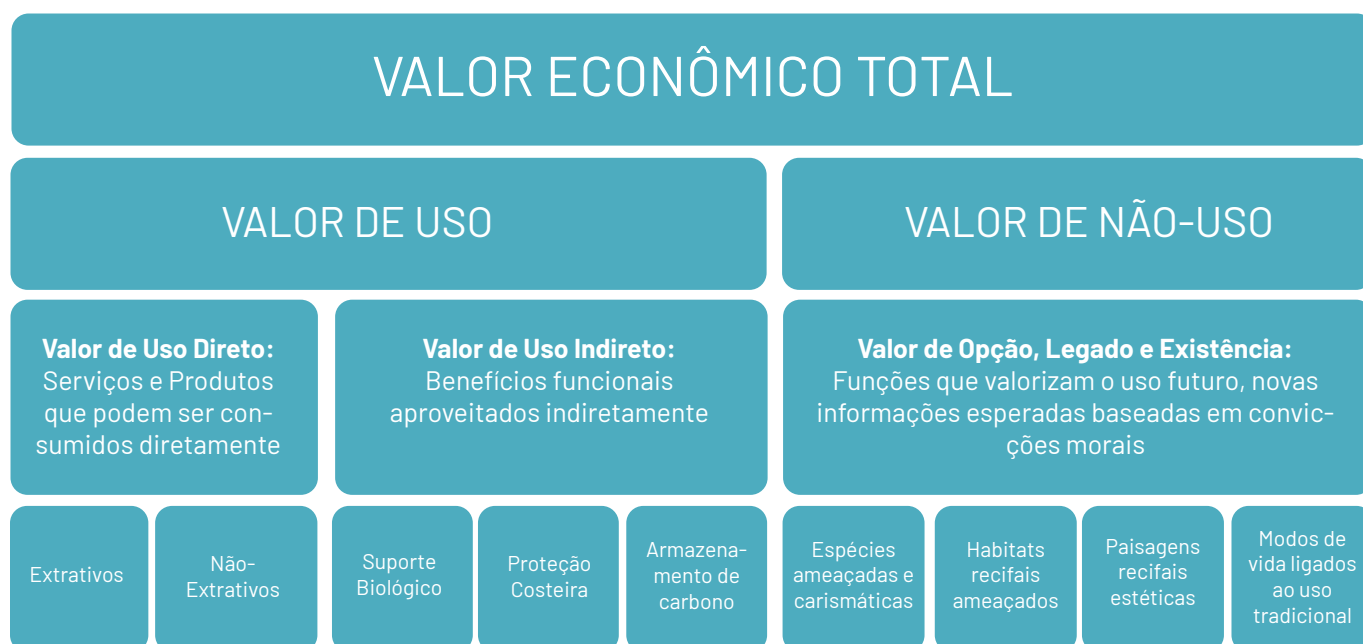 VALOR ECONÔMICO TOTAL
VALOR DE USO
VALOR DE NÃO-USO
Valor de Uso Direto:
Serviços e Produtos
que podem ser con-
sumidos diretamente
Valor de Uso Indireto:
Benefícios funcionais
aproveitados indiretamente
Valor de Opção, Legado e Existência:
Funções que valorizam o uso futuro, novas
informações esperadas baseadas em convic-
ções morais
Extrativos
Não-
Extrativos
Suporte
Biológico
Proteção
Costeira
Armazena-
mento de
carbono
Espécies
ameaçadas e
carismáticas
Habitats
recifais
ameaçados
Paisagens
recifais
estéticas
Modos de
vida ligados
ao uso
tradicional